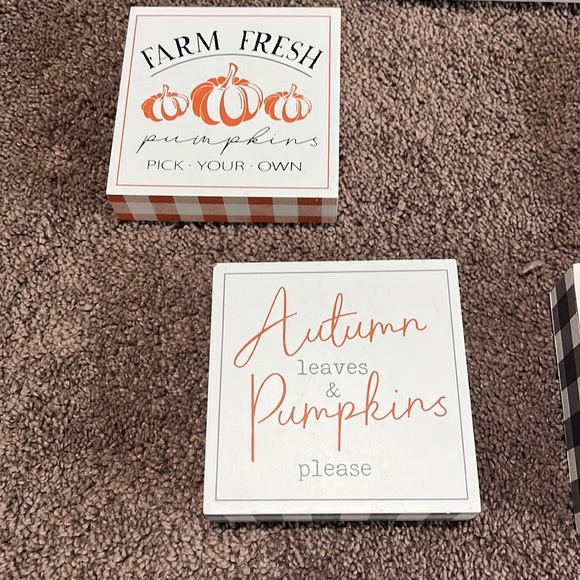 FARM FRESH
pumpkins
PICK · YOUR · OWN
Autumn
leaves
&
Pumpkins
please